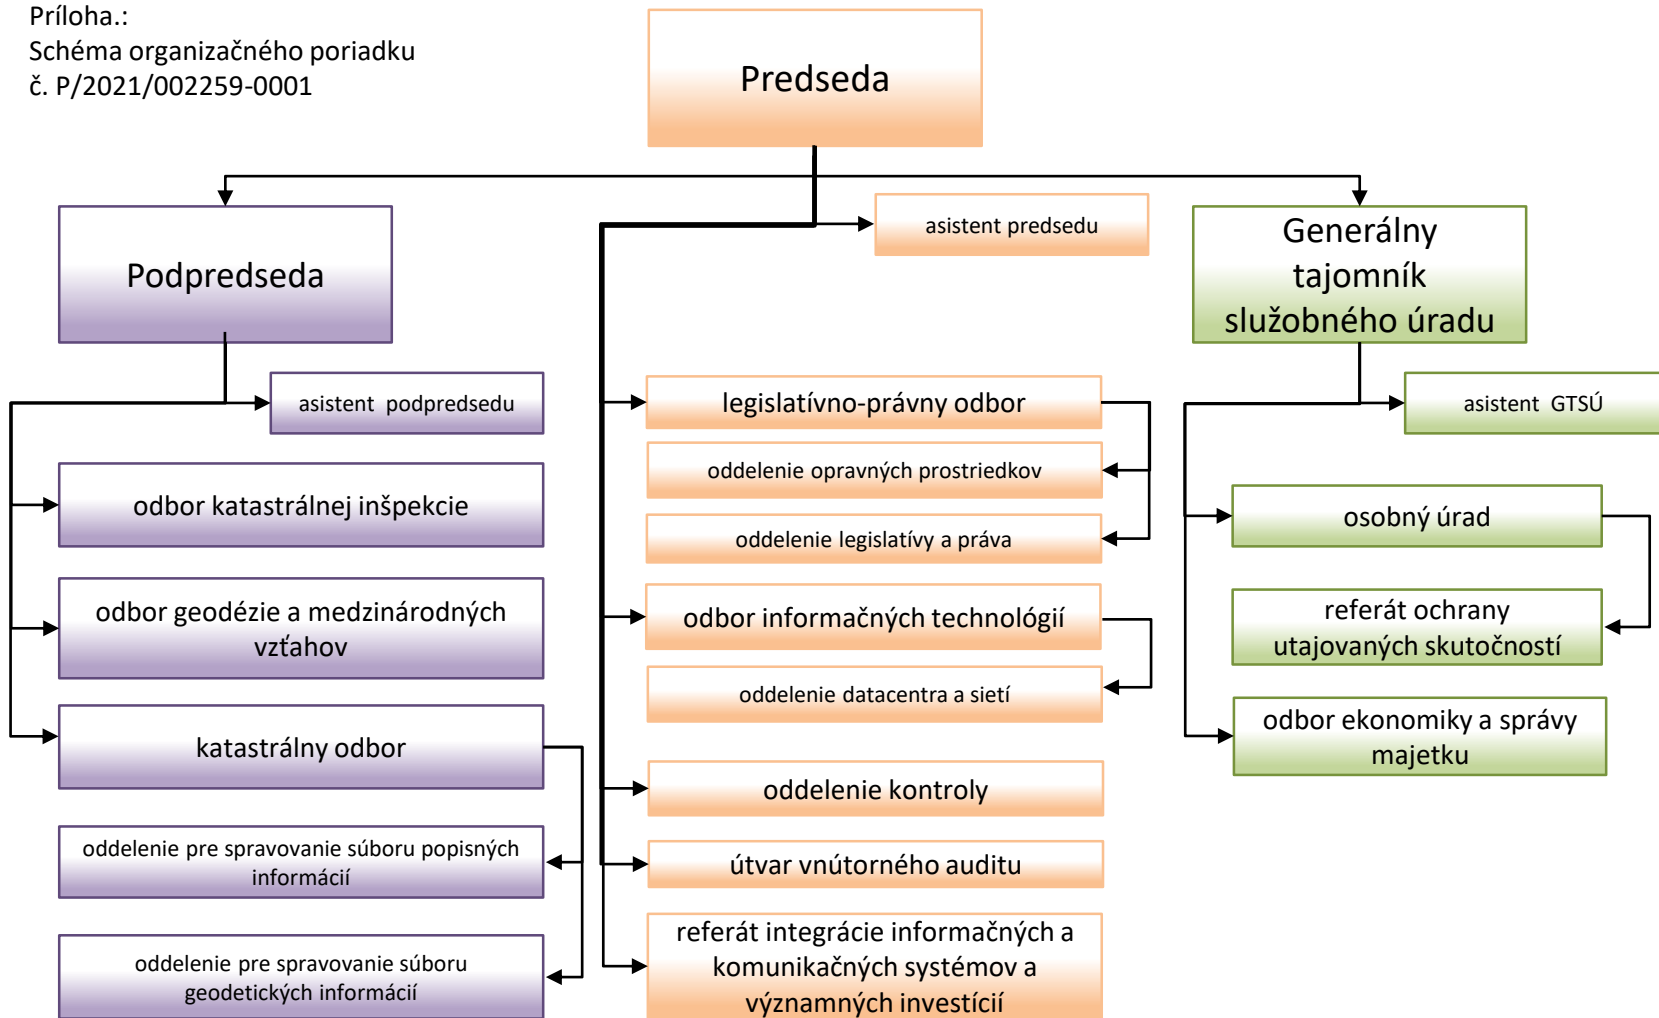 Príloha.:
Schéma organizačného poriadku
č. P/2021/002259-0001
Predseda
asistent predsedu
Podpredseda
Generálny
tajomník
služobného úradu
asistent podpredsedu
odbor katastrálnej inšpekcie
odbor geodézie a medzinárodných
vzťahov
katastrálny odbor
oddelenie pre spravovanie súboru popisných
informácií
oddelenie pre spravovanie súboru
geodetických informácií
legislatívno-právny odbor
oddelenie opravných prostriedkov
oddelenie legislatívy a práva
odbor informačných technológií
oddelenie datacentra a sietí
oddelenie kontroly
útvar vnútorného auditu
referát integrácie informačných a
komunikačných systémov a
významných investícií
asistent GTSÚ
osobný úrad
referát ochrany
utajovaných skutočností
odbor ekonomiky a správy
majetku